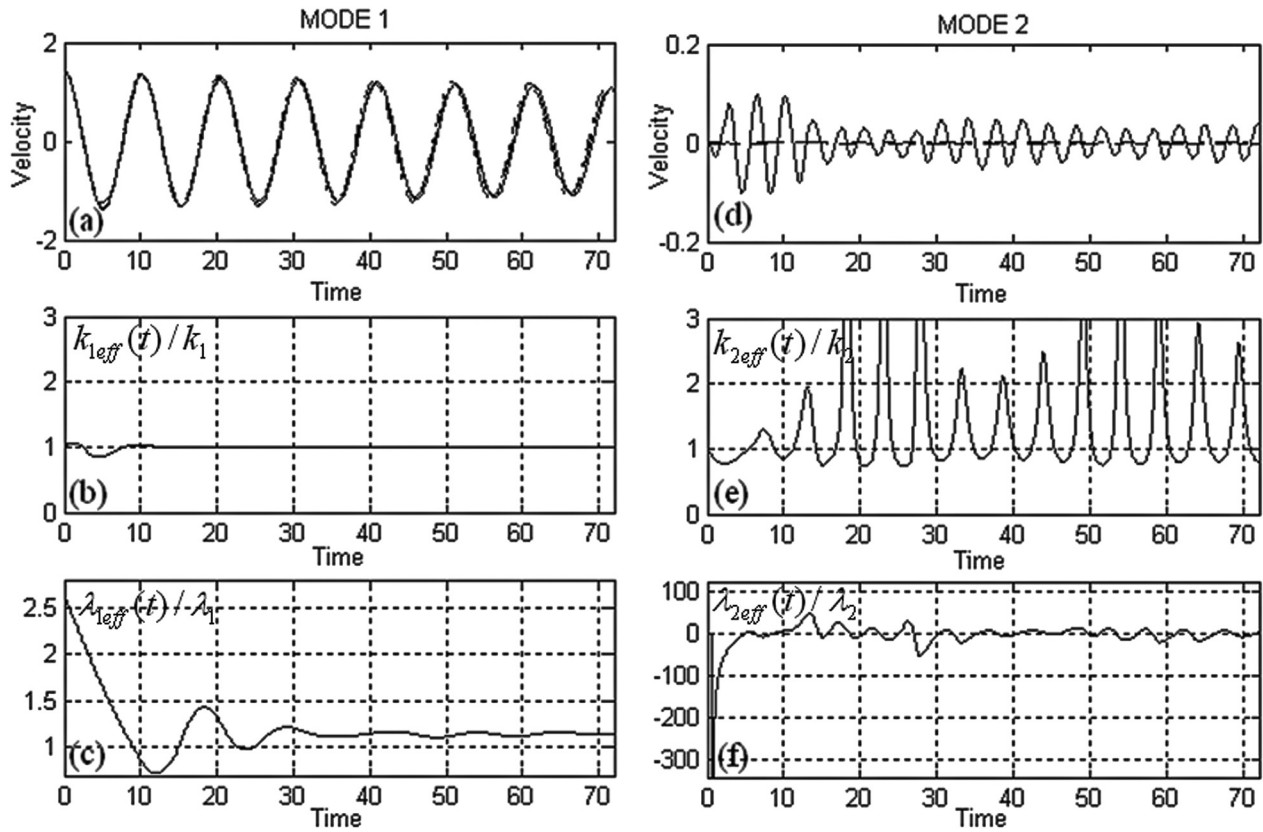 MODE 1
2
0
-2
Velocity
(a)
0 10 20 30 40 50 60 70
Time
3
2
1
0
k1eff(t)/k1
(b)
0 10 20 30 40 50 60 70
Time
2.5
2
1.5
1
λ1eff(t)/λ1
(c)
0 10 20 30 40 50 60 70
Time
MODE 2
0.2
0
-0.2
Velocity
(d)
0 10 20 30 40 50 60 70
Time
3
2
1
0
k2eff(t)/k2
(e)
0 10 20 30 40 50 60 70
Time
100
0
-100
-200
-300
λ2eff(t)/λ2
(f)
0 10 20 30 40 50 60 70
Time